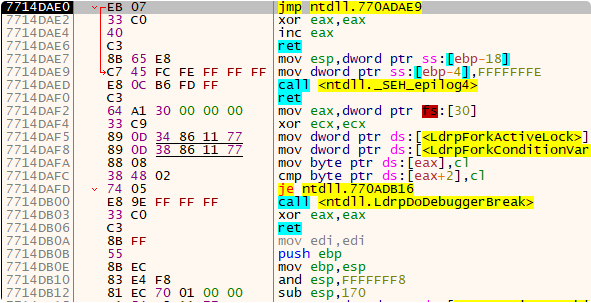 7714DAE0 EB 07 jmp ntdll.770ADAE9
7714DAE2 33 C0 xor eax,eax
7714DAE4 40 inc eax
7714DAE6 C3 ret
7714DAE7 8B 65 E8 mov esp,dword ptr ss:[ebp-18]
7714DAE9 C7 45 FC FE FF FF FF mov dword ptr ss:[ebp-4],FFFFFFFE
7714DAED E8 0C B6 FD FF call <ntdll._SEH_epilog4>
7714DAF0 C3 ret
7714DAF2 64 A1 30 00 00 00 mov eax,dword ptr fs:[30]
7714DAF4 33 C9 xor ecx,ecx
7714DAF5 89 0D 34 86 11 77 mov dword ptr ds:[<LdrpForkActiveLock>]
7714DAF8 89 0D 38 86 11 77 mov dword ptr ds:[<LdrpForkConditionVar
7714DAFA 88 08 mov byte ptr ds:[eax],cl
7714DAFC 38 48 02 cmp byte ptr ds:[eax+2],cl
7714DAFD 74 05 je ntdll.770ADB16
7714DB00 E8 9E FF FF FF call <ntdll.LdrpDoDebuggerBreak>
7714DB03 33 C0 xor eax,eax
7714DB06 C3 ret
7714DB0A 8B FF mov edi,edi
7714DB0B 55 push ebp
7714DB0E 8B EC mov ebp,esp
7714DB10 83 E4 F8 and esp,FFFFFFF8
7714DB12 81 EC 70 01 00 00 sub esp,170